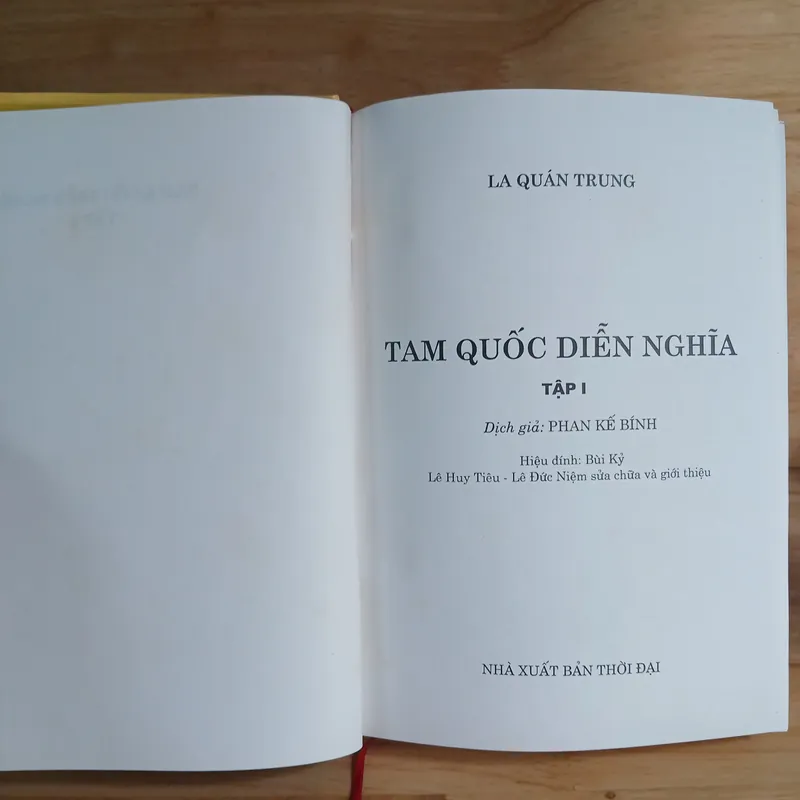 LA QUÁN TRUNG
TAM QUỐC DIỄN NGHĨA
TẬP I
Dịch giả: PHAN KẾ BÍNH
Hiệu đính: Bùi Kỷ
Lê Huy Tiêu - Lê Đức Niệm sửa chữa và giới thiệu
NHÀ XUẤT BẢN THỜI ĐẠI